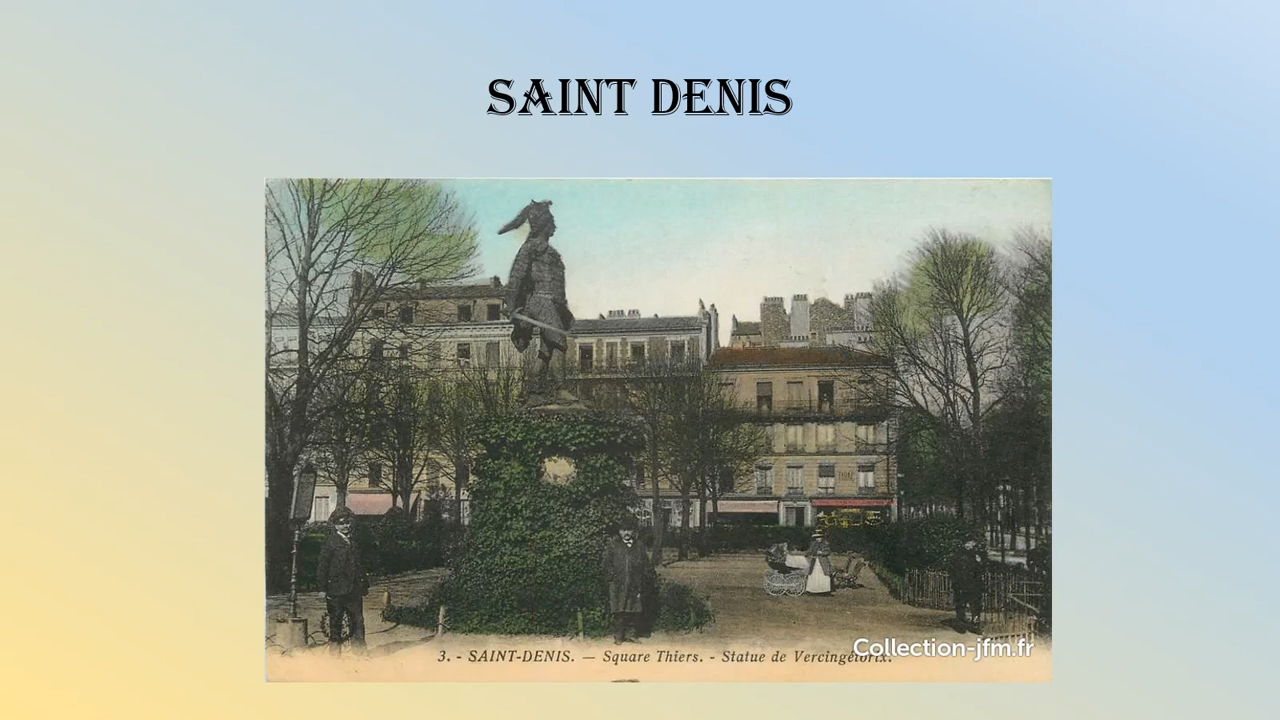 SAINT DENIS
3. - SAINT-DENIS. — Square Thiers. - Statue de Vercingétorix.
Collection-jfm.fr